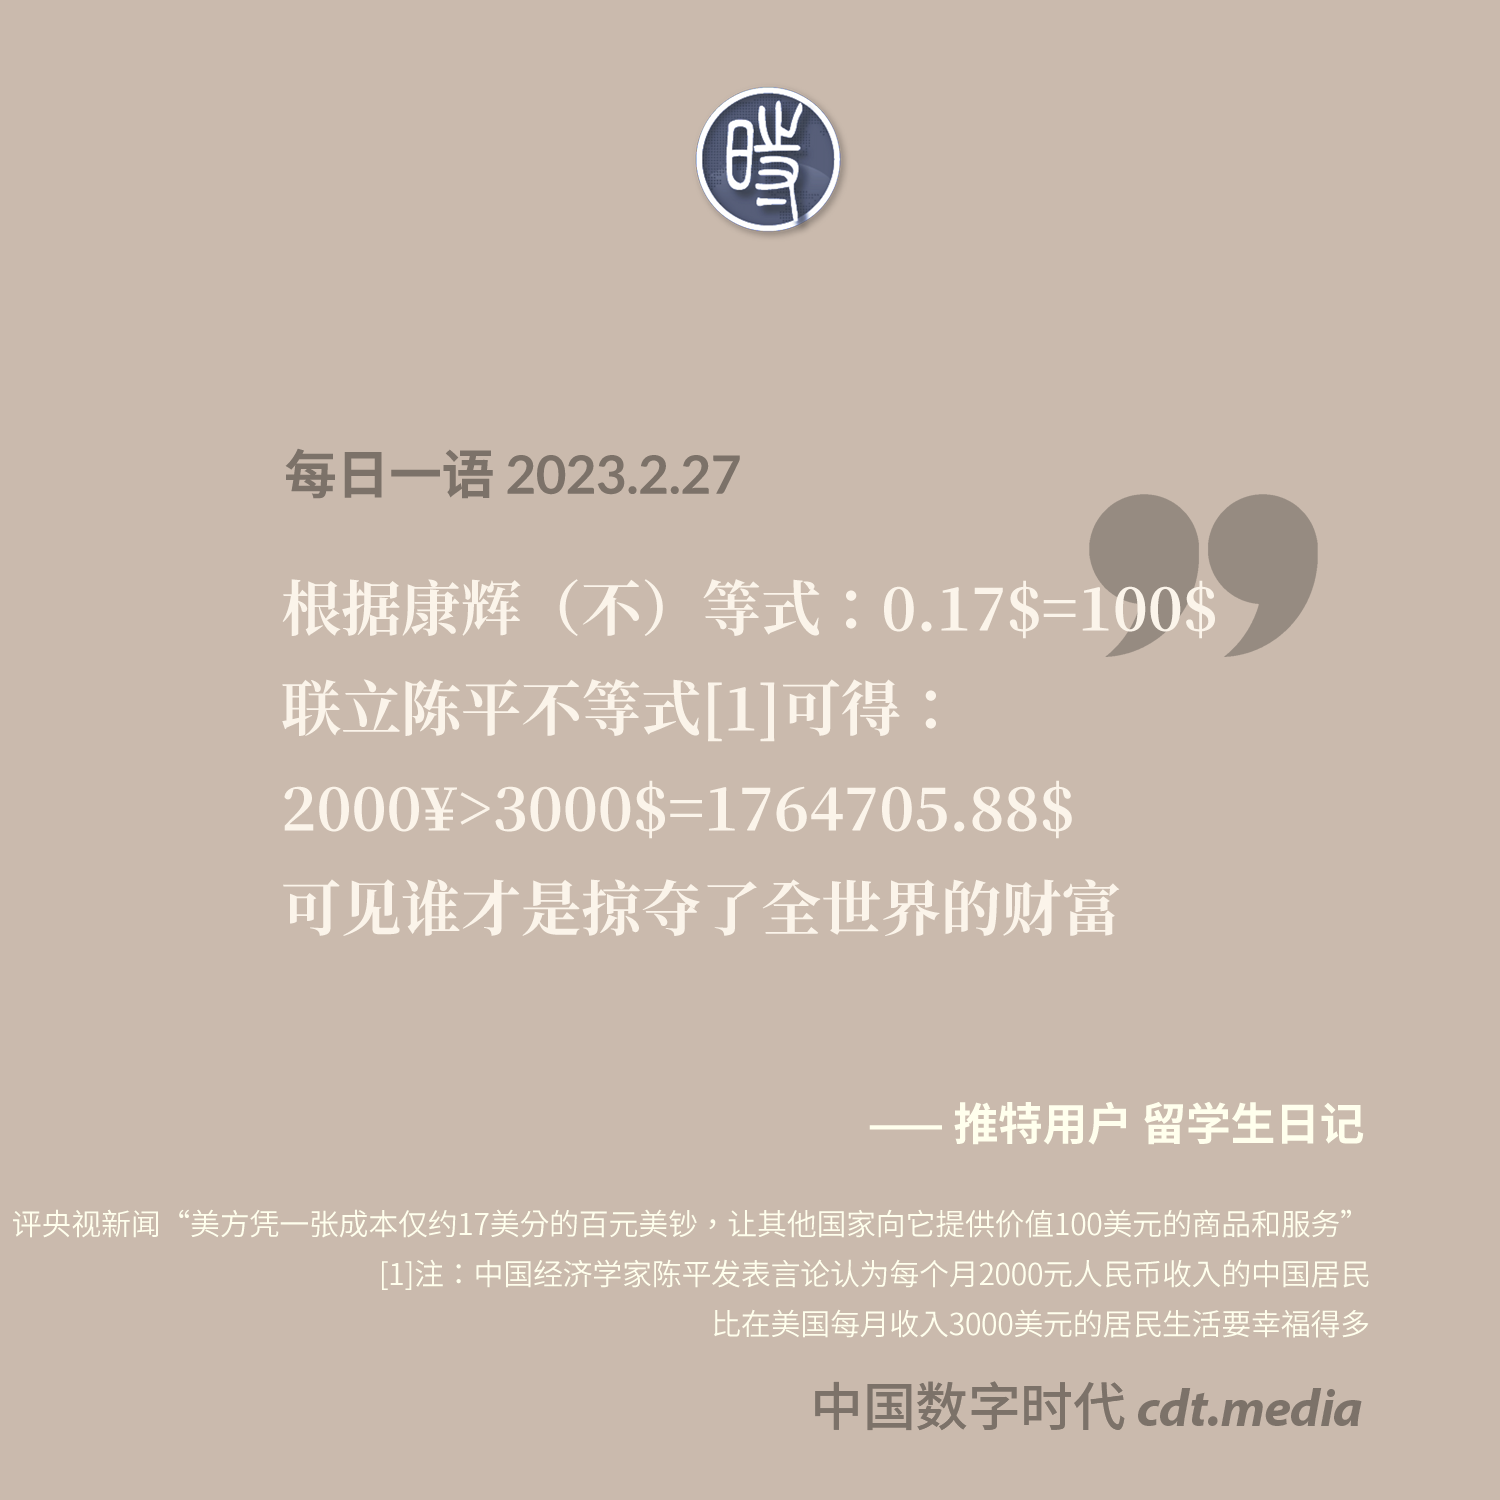 時
每日一语 2023.2.27
根据康辉（不）等式：0.17$=100$
联立陈平不等式[1]可得：
2000¥>3000$=1764705.88$
可见谁才是掠夺了全世界的财富
—— 推特用户 留学生日记
评央视新闻“美方凭一张成本仅约17美分的百元美钞，让其他国家向它提供价值100美元的商品和服务”
[1]注：中国经济学家陈平发表言论认为每个月2000元人民币收入的中国居民
比在美国每月收入3000美元的居民生活要幸福得多
中国数字时代 cdt.media